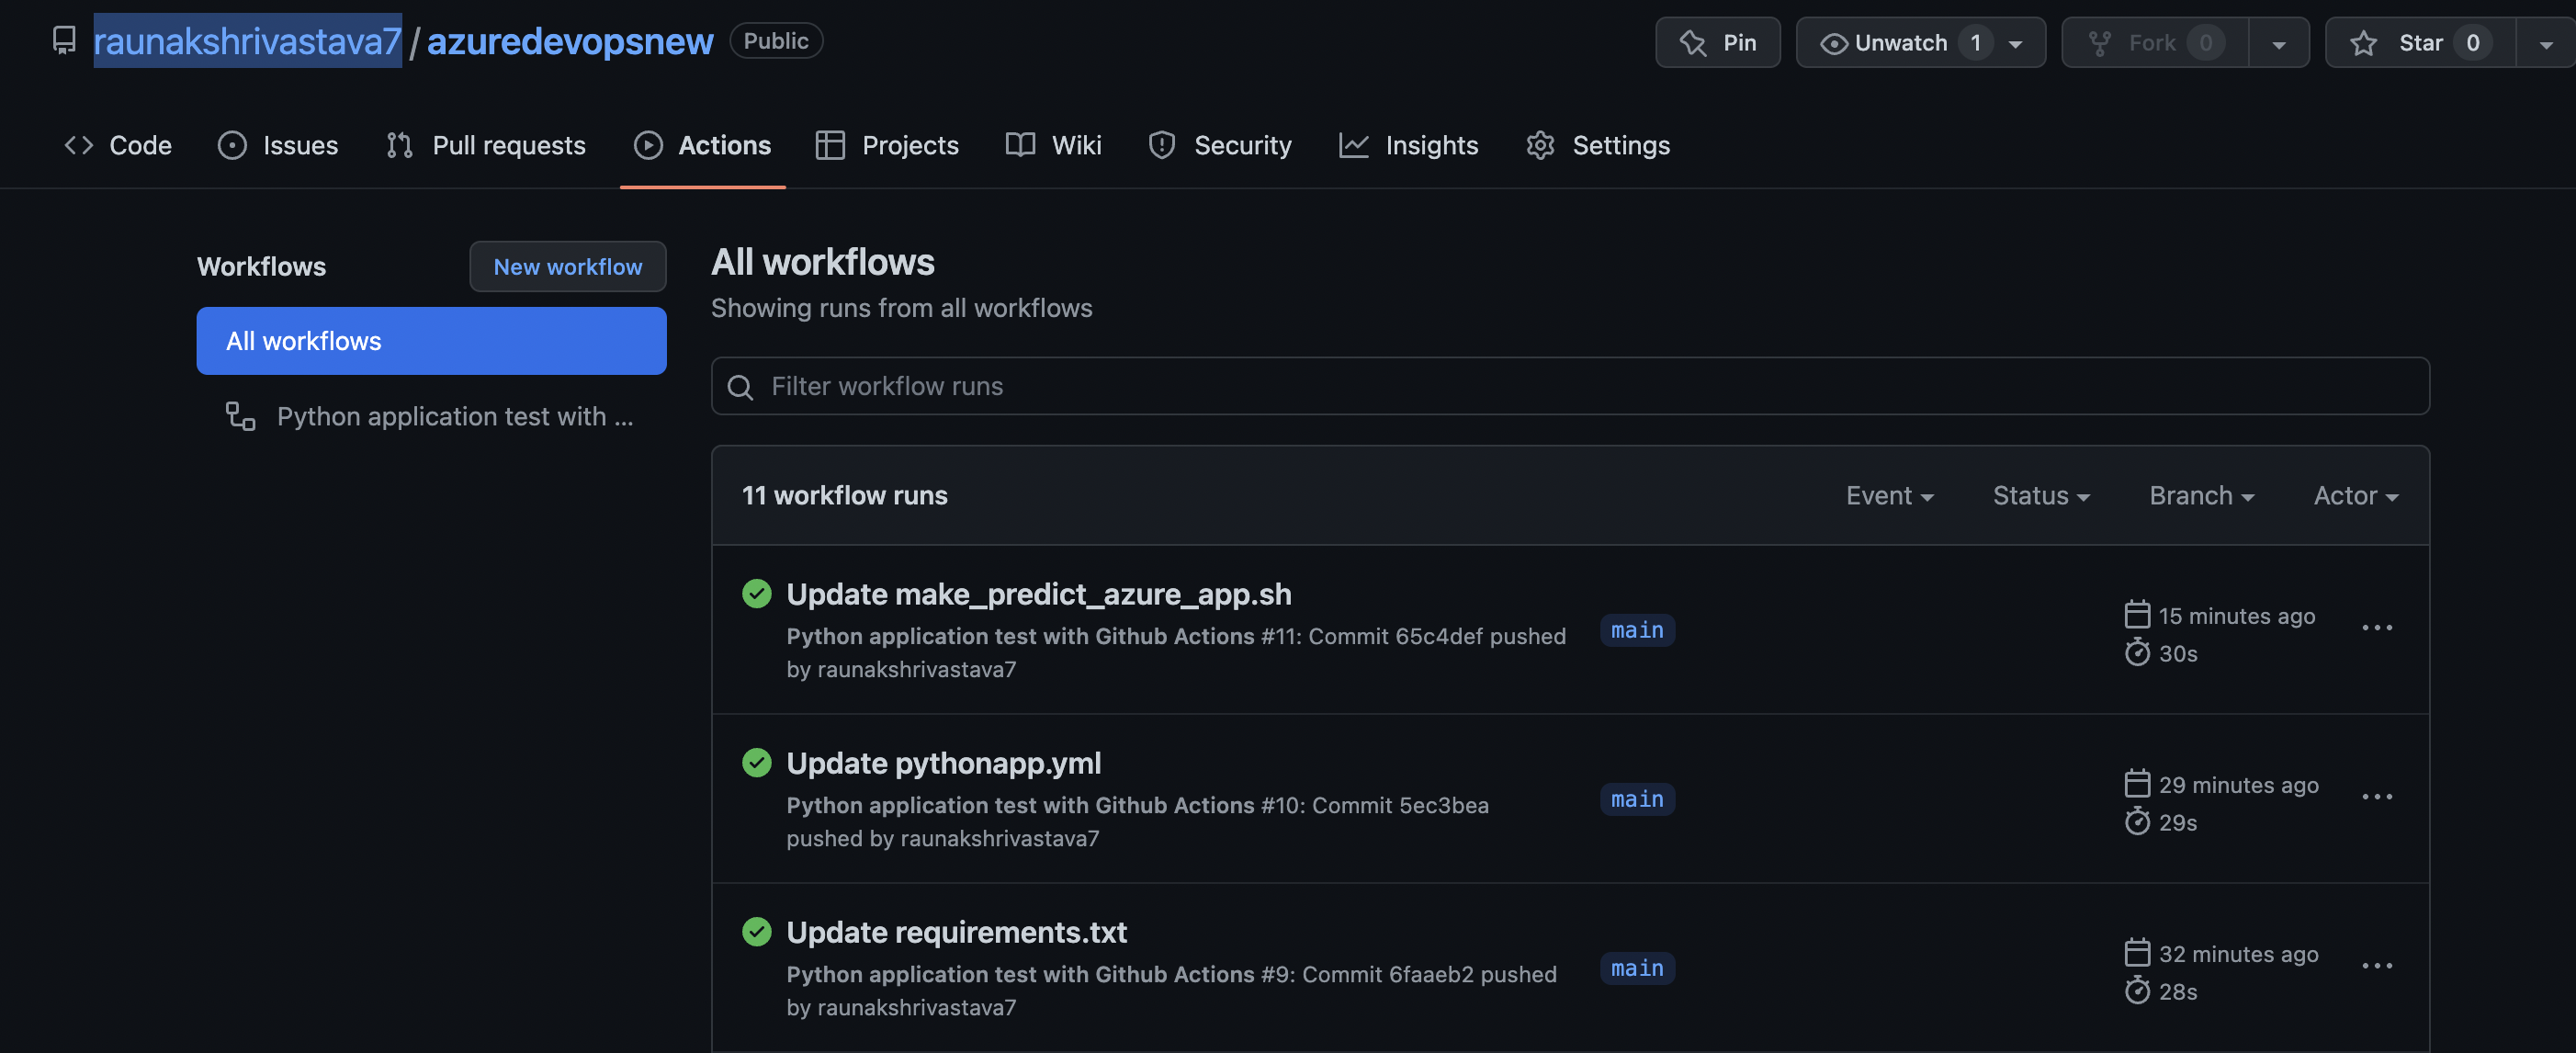 raunakshrivastava7 / azuredevopsnew Public
Pin Unwatch 1 Fork 0 Star 0
Code Issues Pull requests Actions Projects Wiki Security Insights Settings
Workflows New workflow
All workflows
Python application test with ...
All workflows
Showing runs from all workflows
Filter workflow runs
11 workflow runs Event Status Branch Actor
Update make_predict_azure_app.sh
Python application test with Github Actions #11: Commit 65c4def pushed
by raunakshrivastava7
main
15 minutes ago
30s
Update pythonapp.yml
Python application test with Github Actions #10: Commit 5ec3bea
pushed by raunakshrivastava7
main
29 minutes ago
29s
Update requirements.txt
Python application test with Github Actions #9: Commit 6faaeb2 pushed
by raunakshrivastava7
main
32 minutes ago
28s